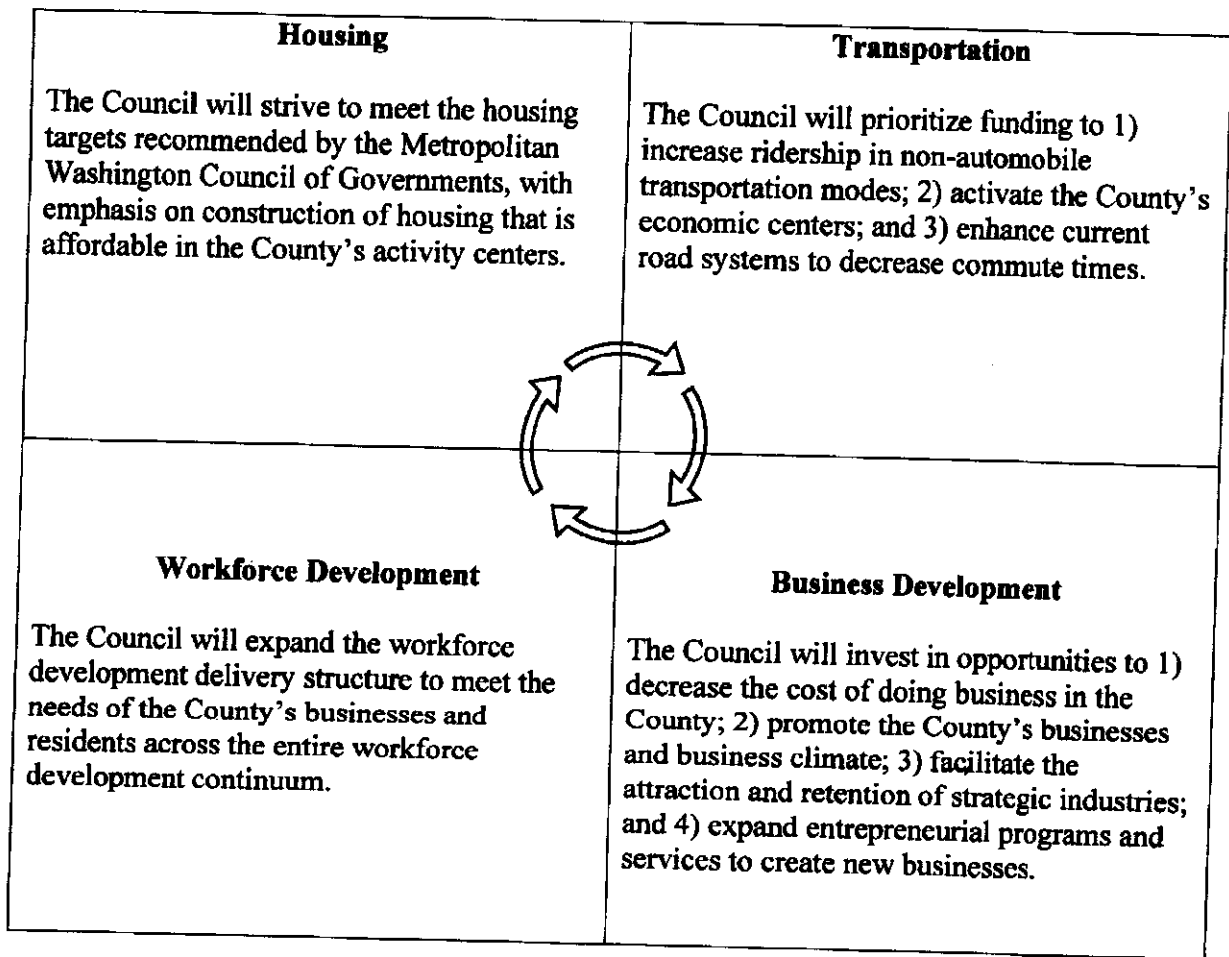 Housing
The Council will strive to meet the housing
targets recommended by the Metropolitan
Washington Council of Governments, with
emphasis on construction of housing that is
affordable in the County's activity centers.
Transportation
The Council will prioritize funding to 1)
increase ridership in non-automobile
transportation modes; 2) activate the County's
economic centers; and 3) enhance current
road systems to decrease commute times.
Workforce Development
The Council will expand the workforce
development delivery structure to meet the
needs of the County's businesses and
residents across the entire workforce
development continuum.
Business Development
The Council will invest in opportunities to 1)
decrease the cost of doing business in the
County; 2) promote the County's businesses
and business climate; 3) facilitate the
attraction and retention of strategic industries;
and 4) expand entrepreneurial programs and
services to create new businesses.